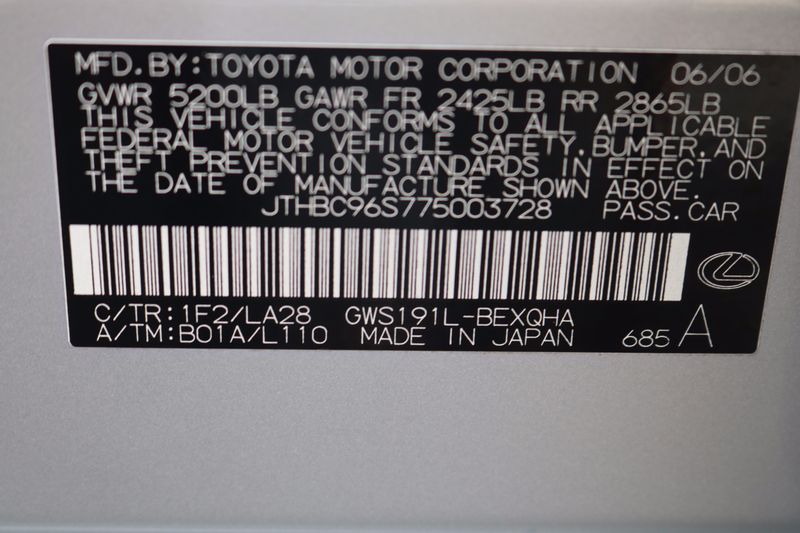 MFD. BY: TOYOTA MOTOR CORPORATION 06/06
GVWR 5200LB GAWR FR 2425LB RR 2865LB
THIS VEHICLE CONFORMS TO ALL APPLICABLE
FEDERAL MOTOR VEHICLE SAFETY, BUMPER, AND
THEFT PREVENTION STANDARDS IN EFFECT ON
THE DATE OF MANUFACTURE SHOWN ABOVE.
JTHBC96S775003728 PASS. CAR
C/TR: 1F2/LA28 GWS191L-BEXQHA
A/TM: B01A/L110 MADE IN JAPAN 685 A